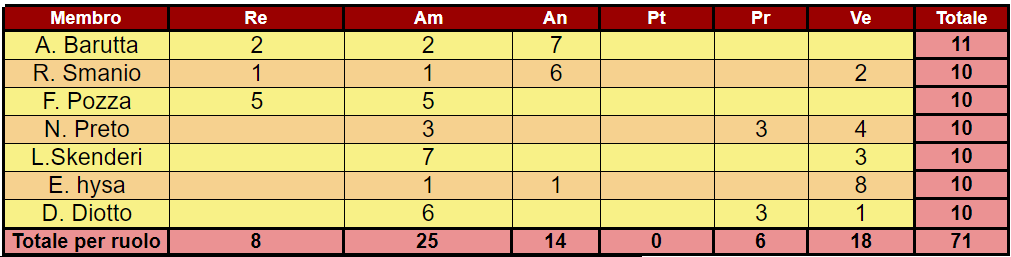 Membro Re Am An Pt Pr Ve Totale
A. Barutta 2 2 7 11
R. Smanio 1 1 6 2 10
F. Pozza 5 5 10
N. Preto 3 3 4 10
L.Skenderi 7 3 10
E. hysa 1 1 8 10
D. Diotto 6 3 1 10
Totale per ruolo 8 25 14 0 6 18 71